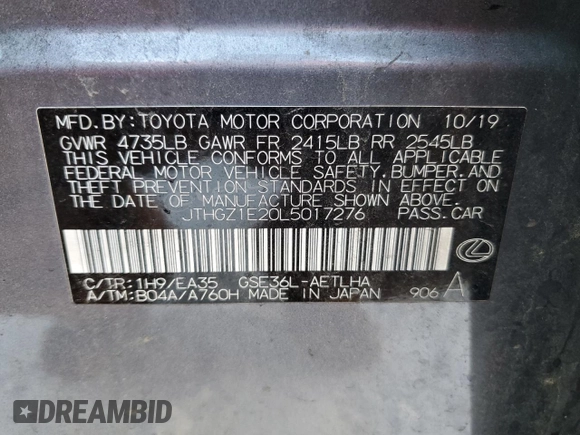 MFD.BY:TOYOTA MOTOR CORPORATION 10/19
GVWR 4735LB GAWR FR 2415LB RR 2545LB
THIS VEHICLE CONFORMS TO ALL APPLICABLE
FEDERAL MOTOR VEHICLE SAFETY,BUMPER,AND
THEFT PREVENTION STANDARDS IN EFFECT ON
THE DATE OF MANUFACTURE SHOWN ABOVE.
JTHGZ1E20L5017276 PASS.CAR
C/TR:1H9/EA35 GSE36L-AETLHA
A/TM:B04A/A760H MADE IN JAPAN 906 A
DREAMBID